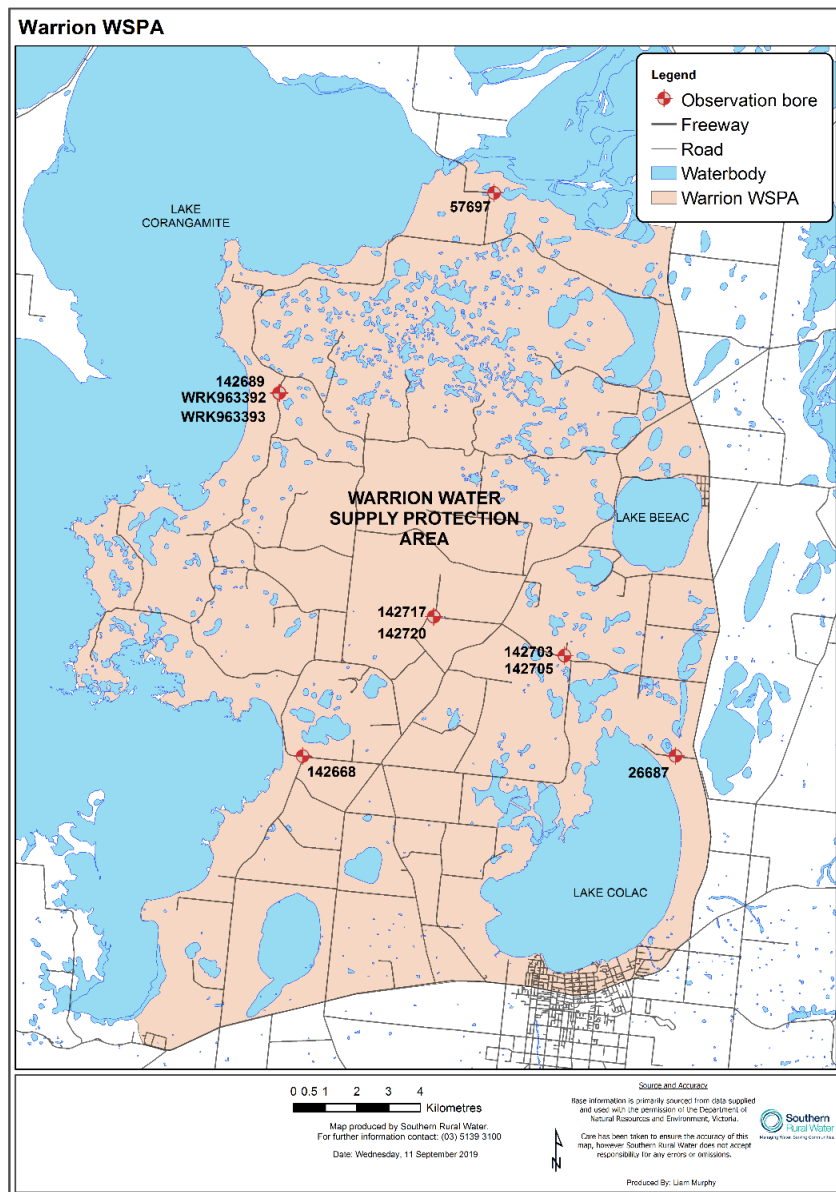 Warrion WSPA
Legend
Observation bore
Freeway
Road
Waterbody
Warrion WSPA
LAKE
CORANGAMITE
57697
142689
WRK963392
WRK963393
WARRION WATER
SUPPLY PROTECTION
AREA
LAKE BEEAC
142717
142720
142703
142705
142668
26687
LAKE COLAC
0 0.5 1 2 3 4
Kilometres
Map produced by Southern Rural Water.
For further information contact: (03) 5139 3100
Date: Wednesday, 11 September 2019
N
Source and Accuracy
Base information is primarily sourced from data supplied
and used with the permission of the Department of
Natural Resources and Environment, Victoria.
Care has been taken to ensure the accuracy of this
map, however Southern Rural Water does not accept
responsibility for any errors or omissions.
Southern
Rural Water
Managing Water. Serving Communities.
Produced By: Liam Murphy